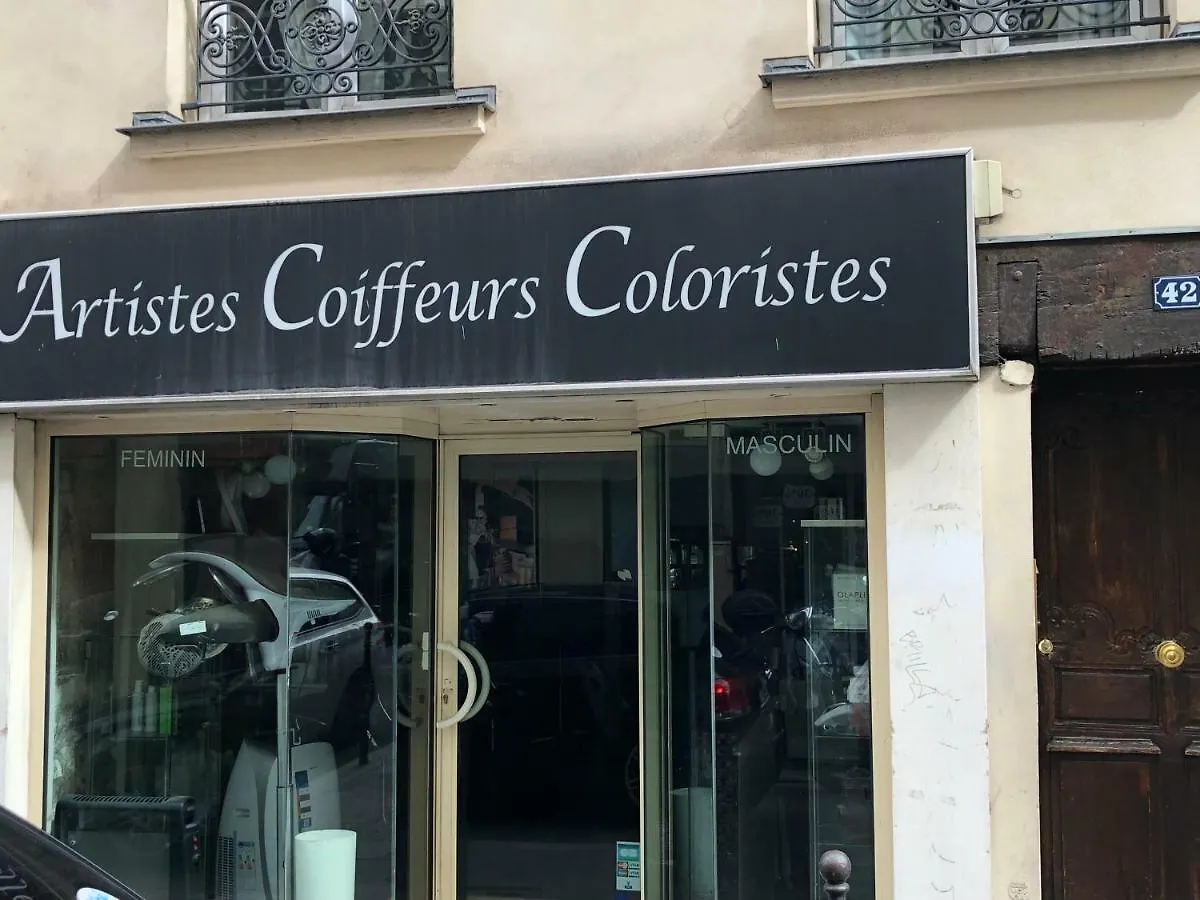 Artistes Coiffeurs Coloristes
42
FEMININ
MASCULIN